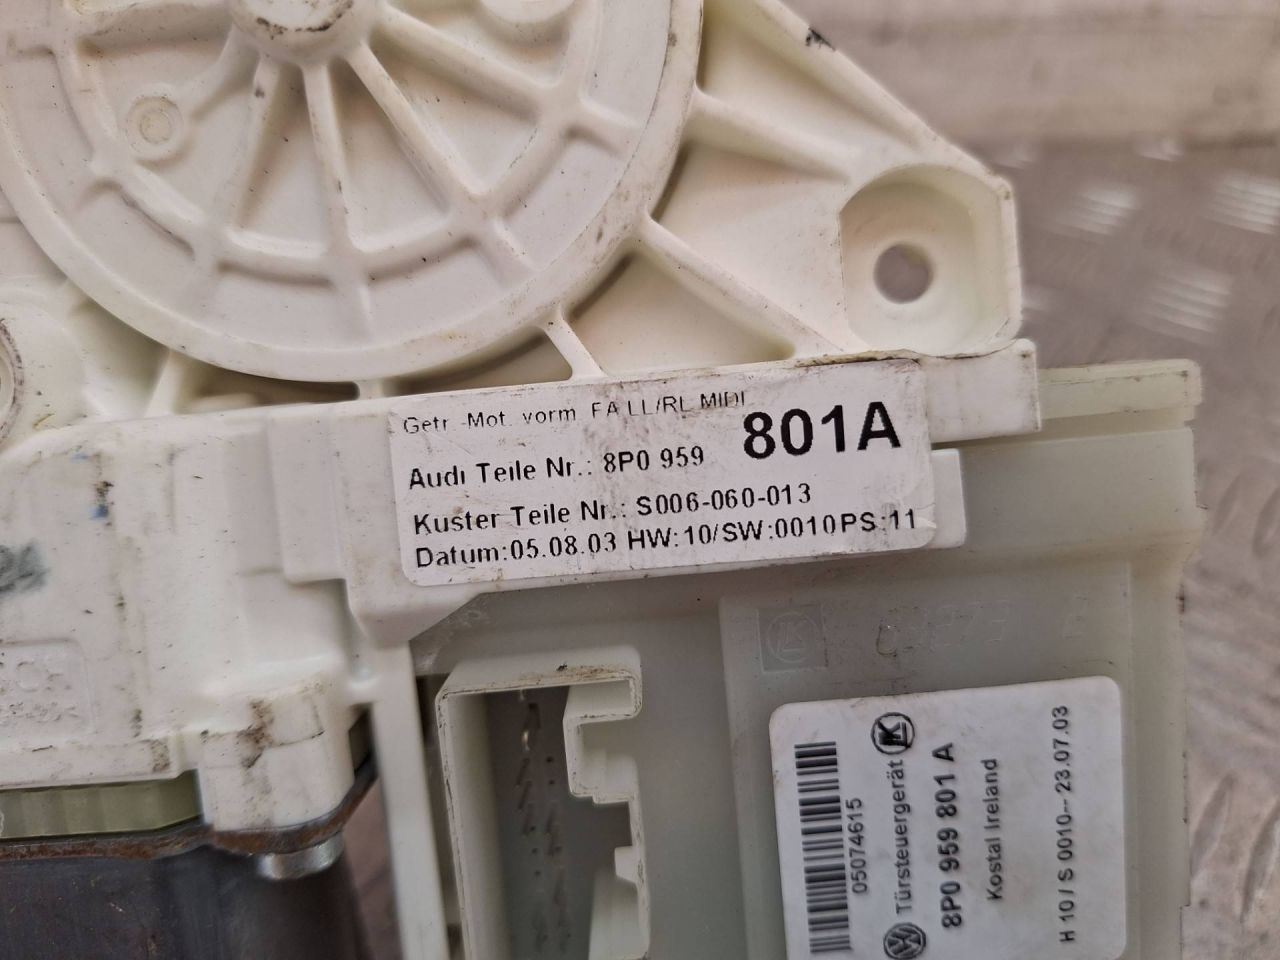 Getr.-Mot. vorm FA LL/RL MIDI
Audi Teile Nr.: 8P0 959 801A
Kuster Teile Nr.: S006-060-013
Datum:05.08.03 HW:10/SW:0010PS:11
05074615
Türsteuergerät
8P0 959 801 A
Kostal Ireland
H 10 / S 0010-- 23.07.03